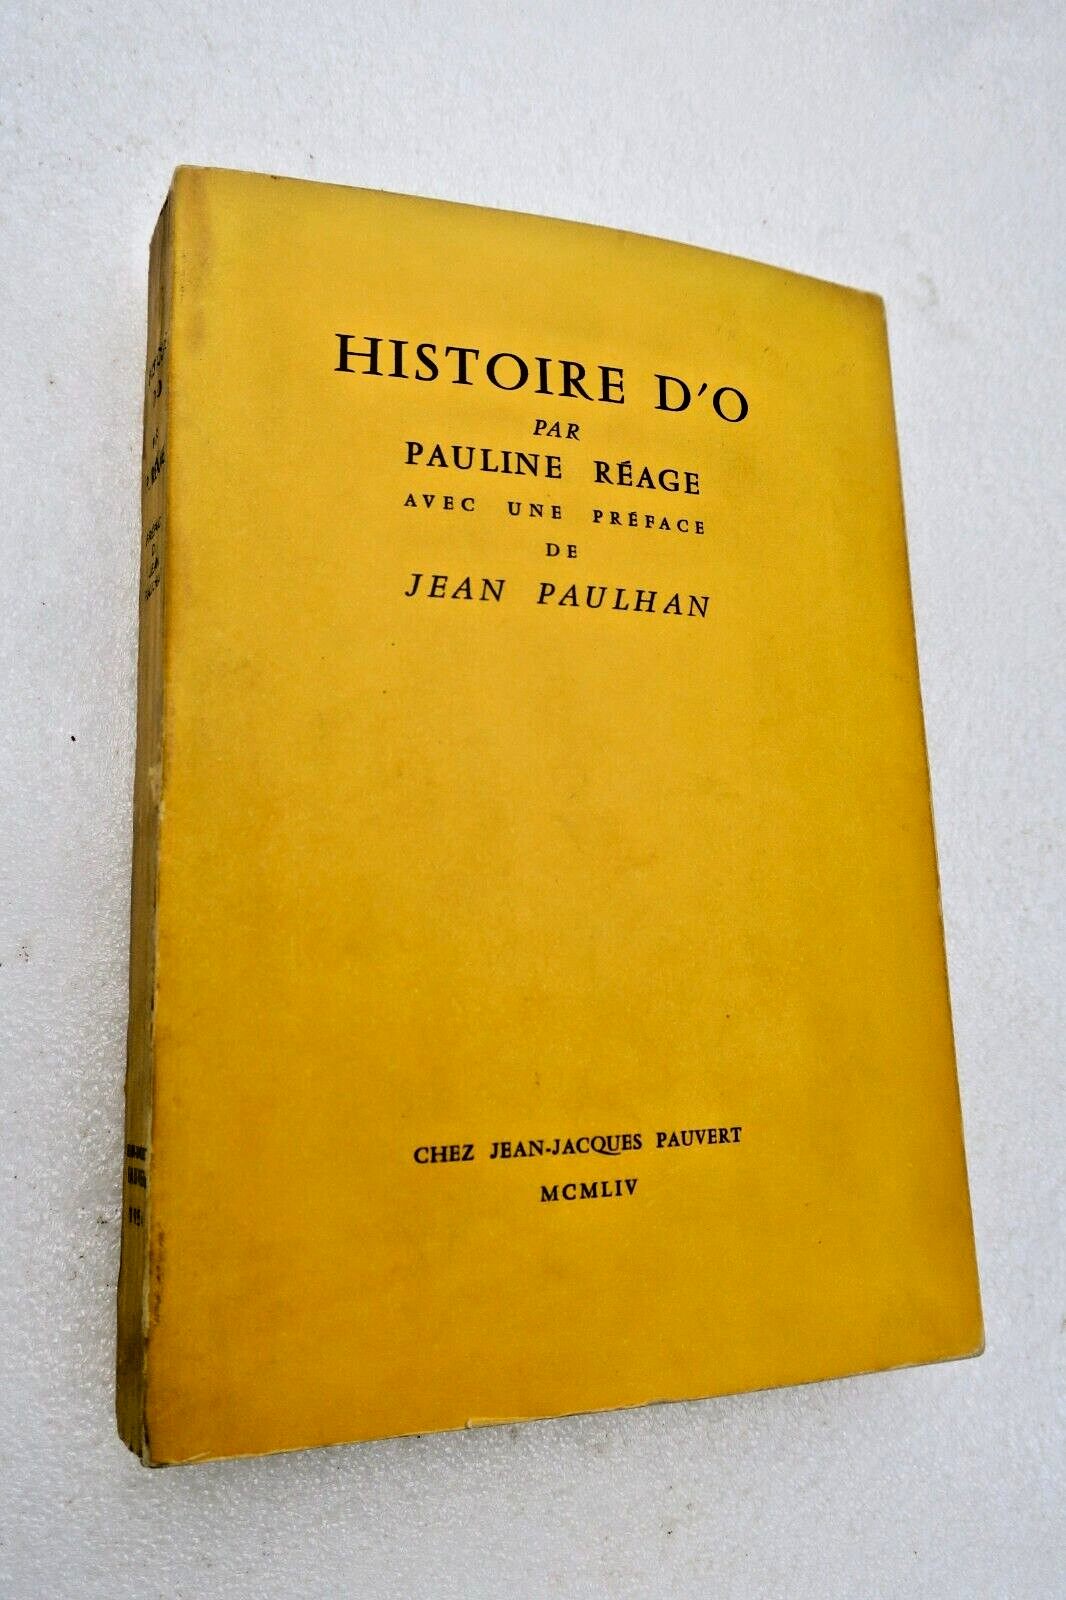 HISTOIRE D'O
PAR
PAULINE RÉAGE
AVEC UNE PRÉFACE
DE
JEAN PAULHAN
CHEZ JEAN-JACQUES PAUVERT
MCMLIV